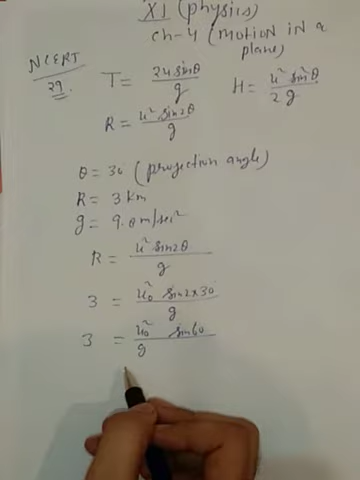 XI (physics)
ch-4 (motion in a plane)
NCERT
29.
T = 2u sinθ / g
H = u² sin²θ / 2g
R = u² sin2θ / g
θ = 30° (projection angle)
R = 3 km
g = 9.8 m/sec²
R = u² sin2θ / g
3 = u₀² sin2×30° / g
3 = u₀² sin60 / g